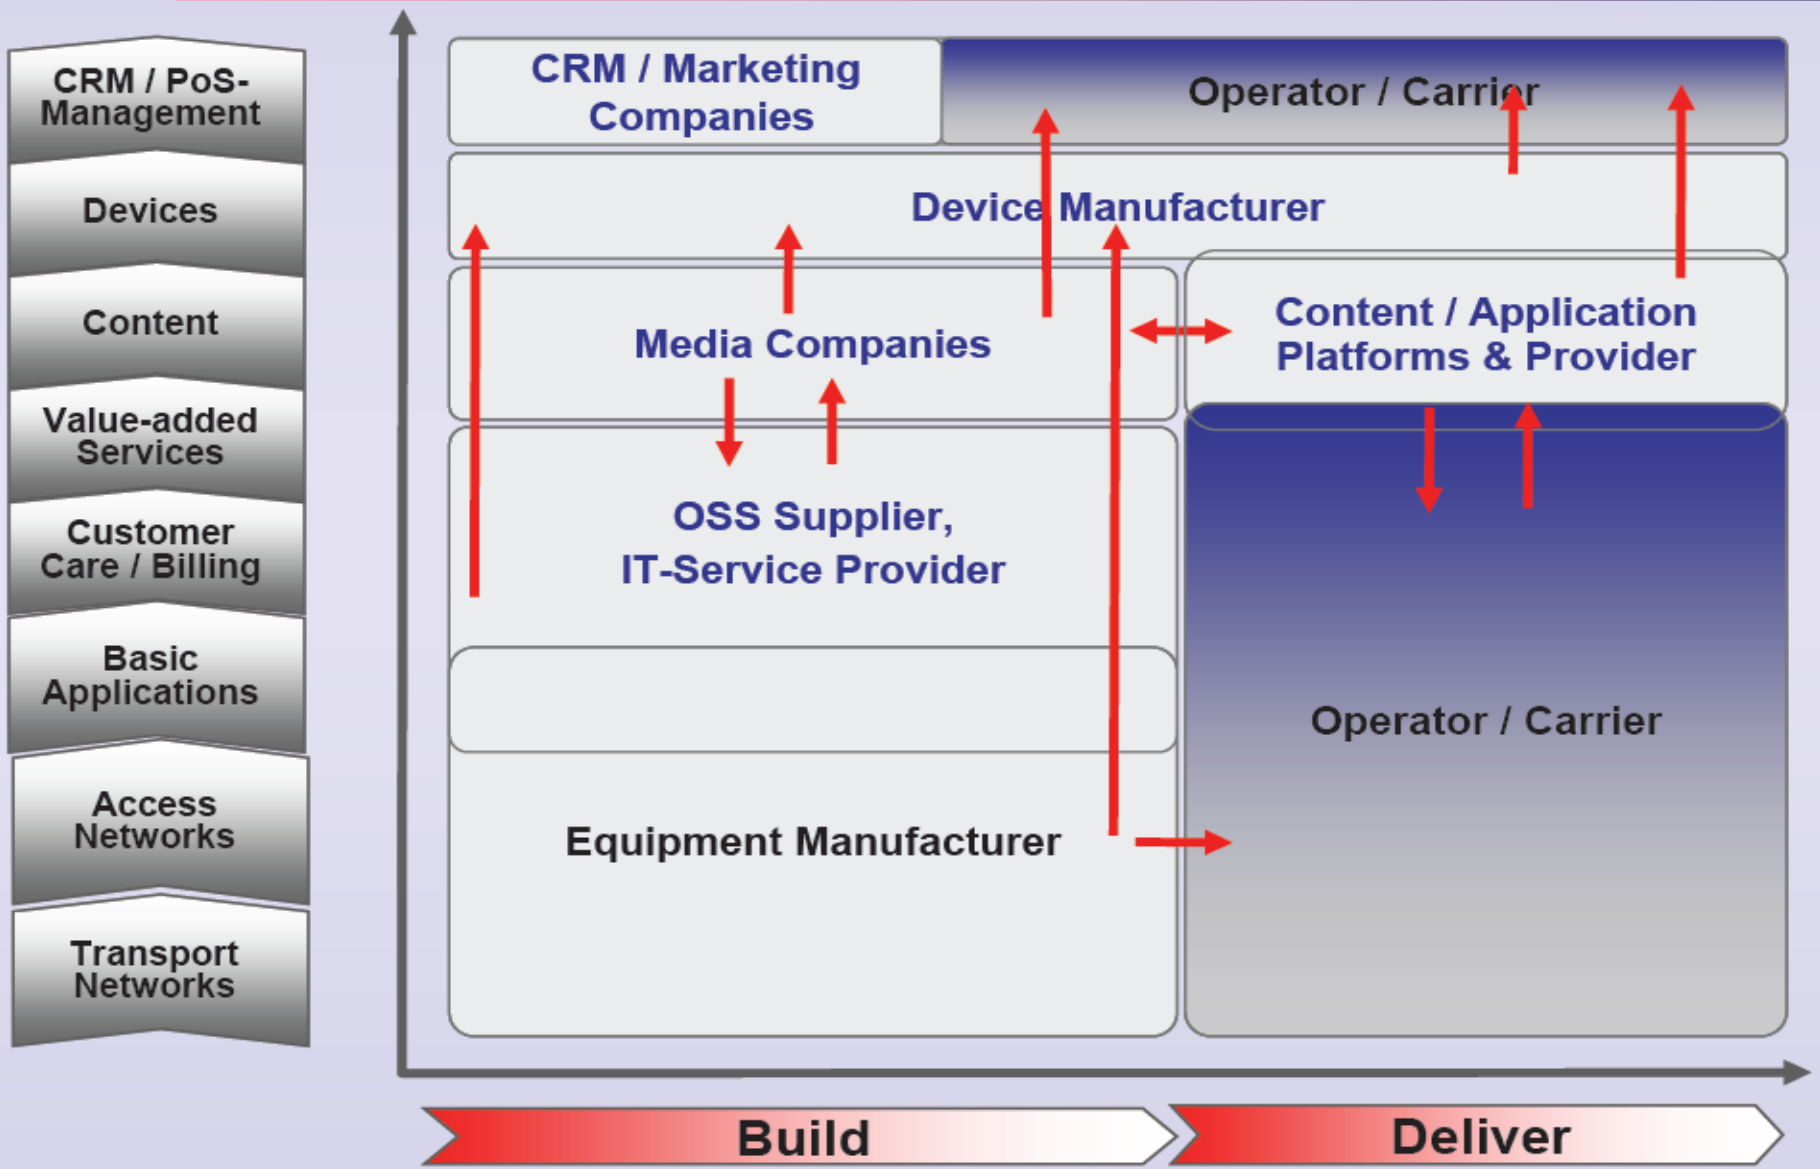 CRM / PoS-
Management
Devices
Content
Value-added
Services
Customer
Care / Billing
Basic
Applications
Access
Networks
Transport
Networks
CRM / Marketing
Companies
Operator / Carrier
Device Manufacturer
Media Companies
Content / Application
Platforms & Provider
OSS Supplier,
IT-Service Provider
Operator / Carrier
Equipment Manufacturer
Build
Deliver